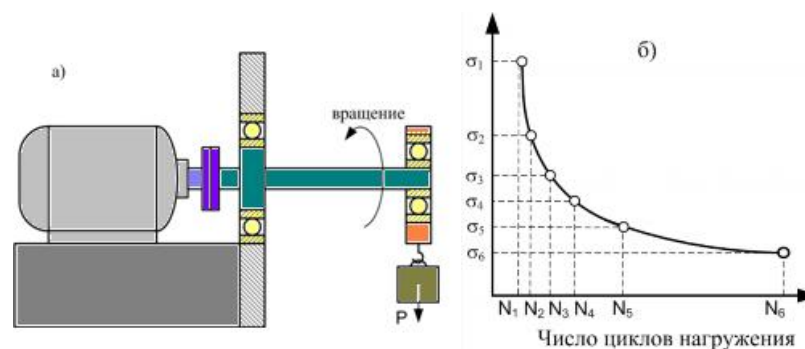 а)
вращение
P
б)
σ1
σ2
σ3
σ4
σ5
σ6
N1 N2 N3 N4 N5 N6
Число циклов нагружения